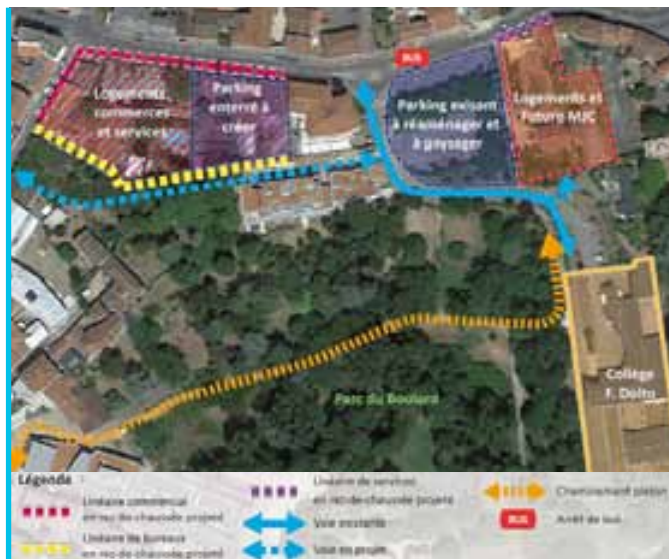 BUS
Logements,
commerces
et services
Parking
enterré à
créer
Parking existant
à réaménager et
à paysager
Logements et
Future MJC
Parc du Boulard
Collège
F. Dolto
Légende :
Linéaire commercial
en rez-de-chaussée projeté
Linéaire de bureaux
en rez-de-chaussée projeté
Linéaire de services
en rez-de-chaussée projeté
Voie existante
Voie en projet
Cheminement piéton
BUS
Arrêt de bus